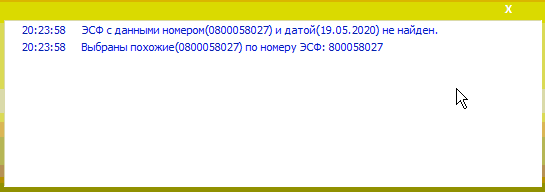 X
20:23:58 ЭСФ с данными номером(0800058027) и датой(19.05.2020) не найден.
20:23:58 Выбраны похожие(0800058027) по номеру ЭСФ: 800058027